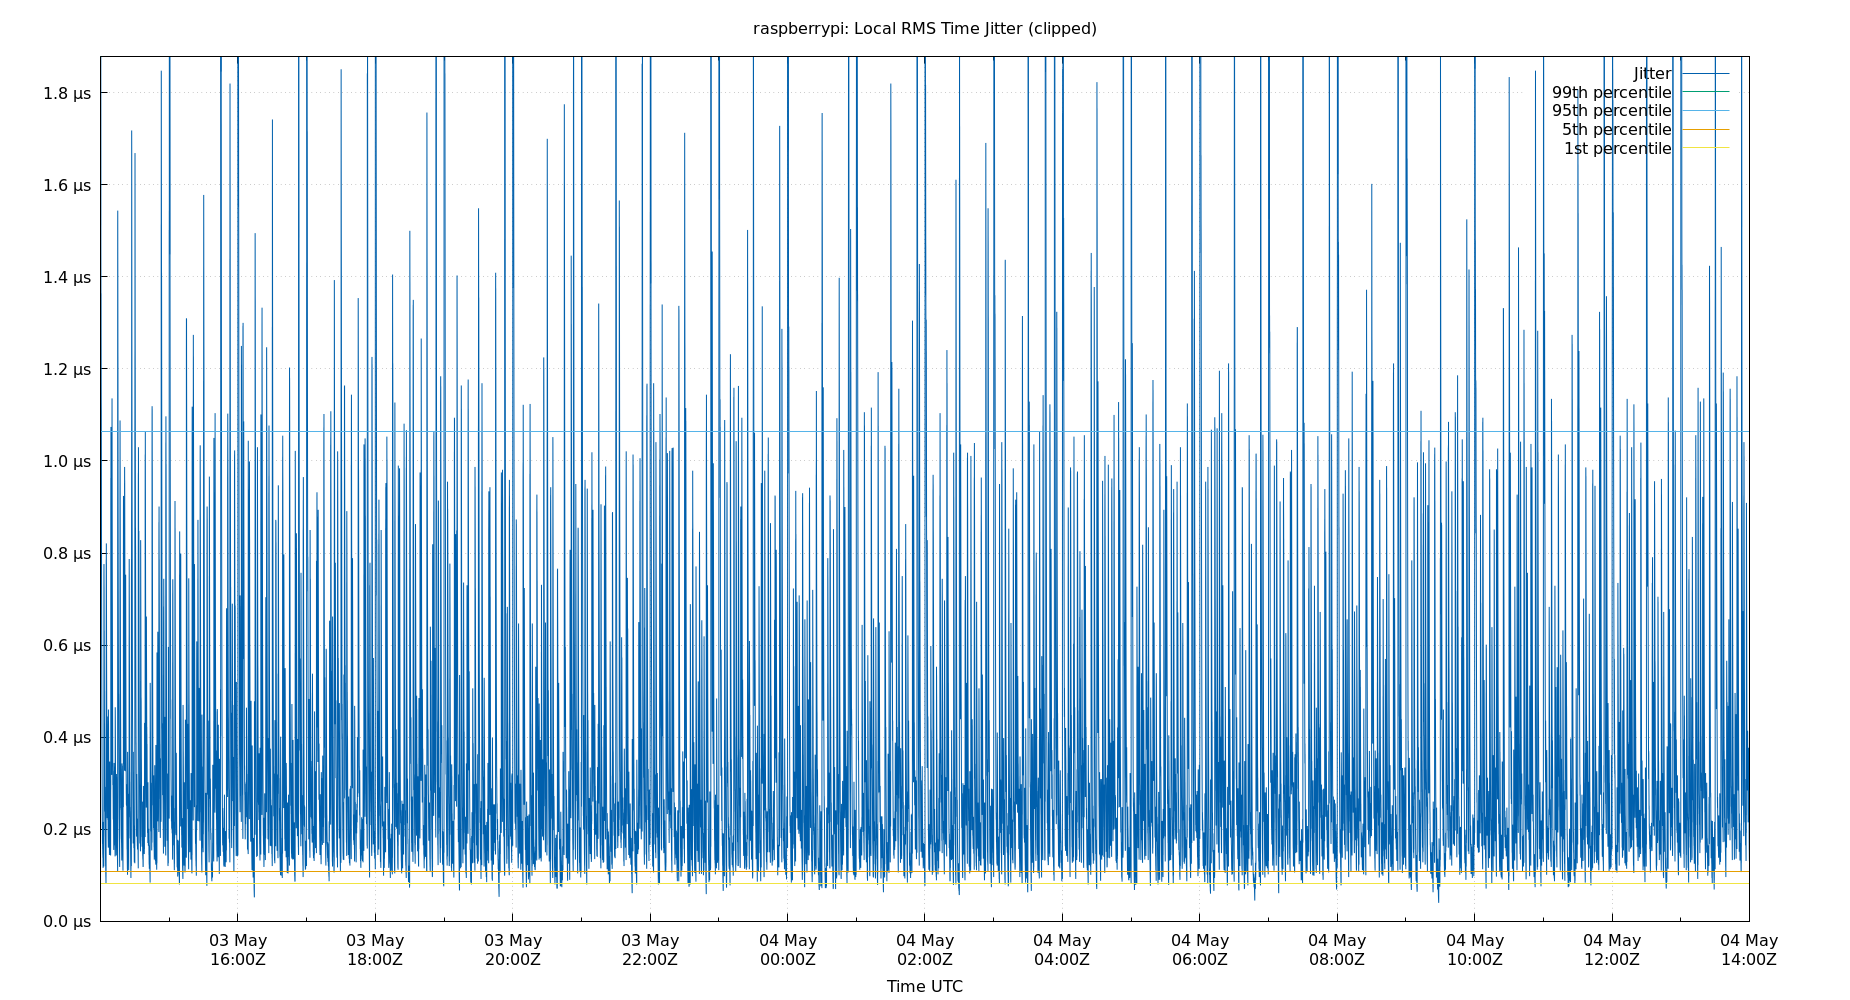 raspberrypi: Local RMS Time Jitter (clipped)
Jitter
99th percentile
95th percentile
5th percentile
1st percentile
1.8 µs
1.6 µs
1.4 µs
1.2 µs
1.0 µs
0.8 µs
0.6 µs
0.4 µs
0.2 µs
0.0 µs
03 May 03 May 03 May 03 May 04 May 04 May 04 May 04 May 04 May 04 May 04 May 04 May
16:00Z 18:00Z 20:00Z 22:00Z 00:00Z 02:00Z 04:00Z 06:00Z 08:00Z 10:00Z 12:00Z 14:00Z
Time UTC